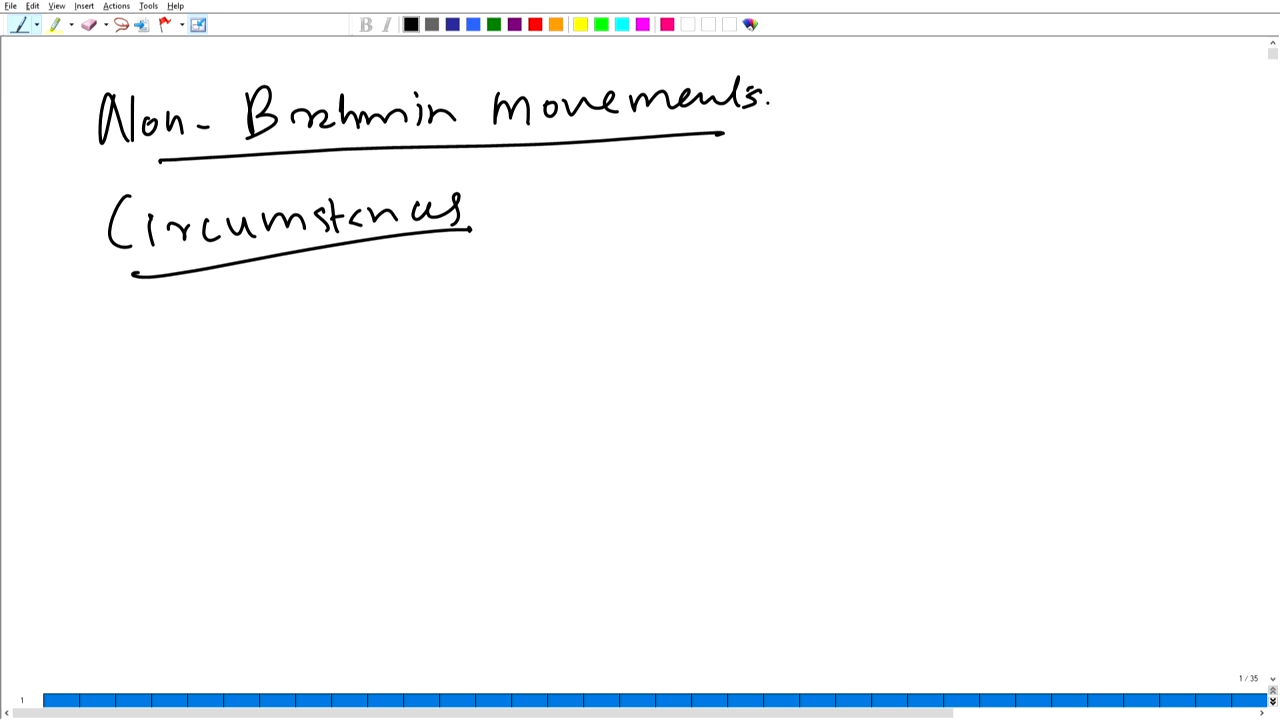 File Edit View Insert Actions Tools Help
B I
Non-Brahmin movements.
Circumstances
1 / 35
1